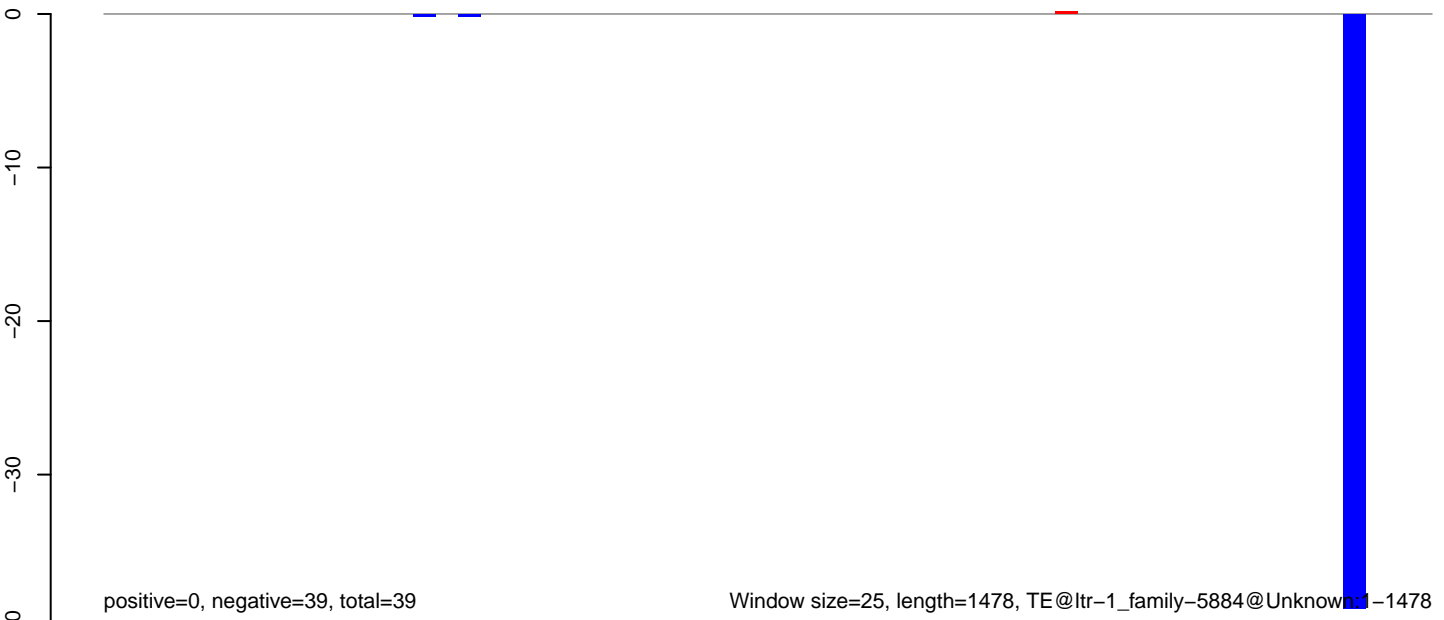 0
−10
−20
−30
0
positive=0, negative=39, total=39
Window size=25, length=1478, TE@ltr−1_family−5884@Unknown:1−1478